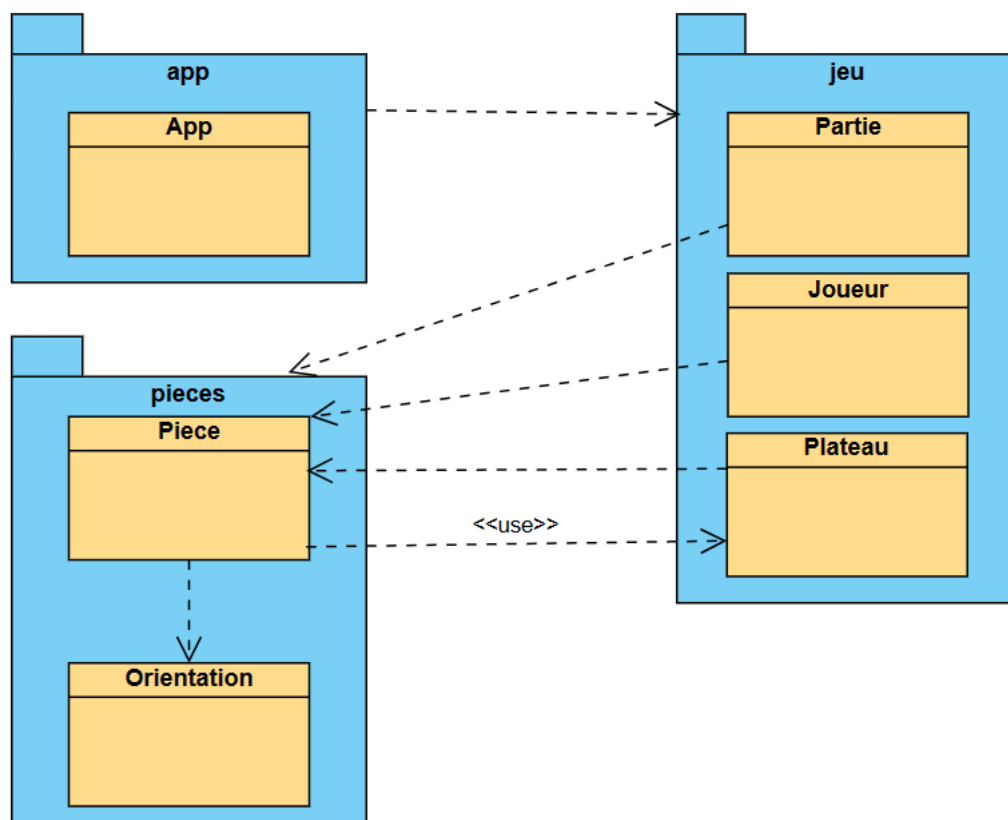 app
App
jeu
Partie
Joueur
pieces
Piece
Plateau
<<use>>
Orientation